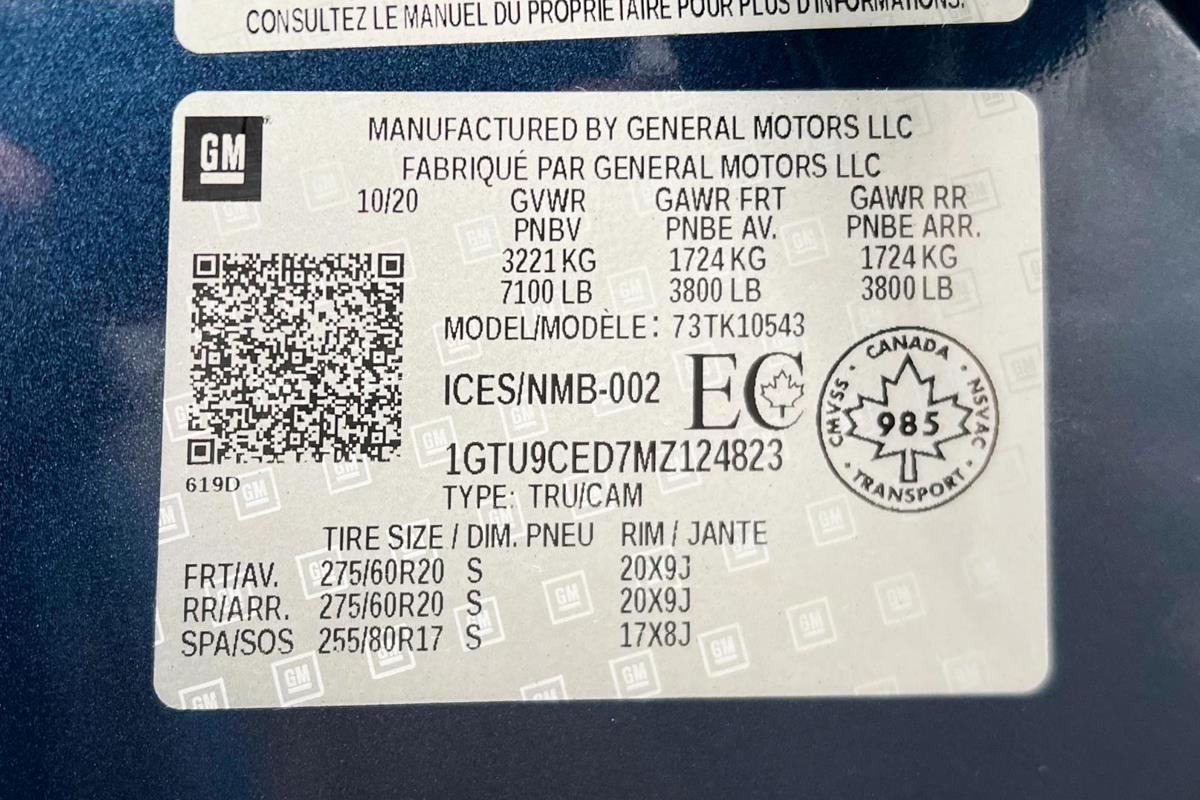 CONSULTEZ LE MANUEL DU PROPRIÉTAIRE POUR PLUS D'INFORMATIONS.
GM
MANUFACTURED BY GENERAL MOTORS LLC
FABRIQUÉ PAR GENERAL MOTORS LLC
10/20 GVWR GAWR FRT GAWR RR
PNBV PNBE AV. PNBE ARR.
3221 KG 1724 KG 1724 KG
7100 LB 3800 LB 3800 LB
MODEL/MODÈLE: 73TK10543
ICES/NMB-002 EC
CANADA
CMVSS 985 NSVAC
TRANSPORT
1GTU9CED7MZ124823
619D
TYPE: TRU/CAM
TIRE SIZE / DIM. PNEU RIM / JANTE
FRT/AV. 275/60R20 S 20X9J
RR/ARR. 275/60R20 S 20X9J
SPA/SOS 255/80R17 S 17X8J